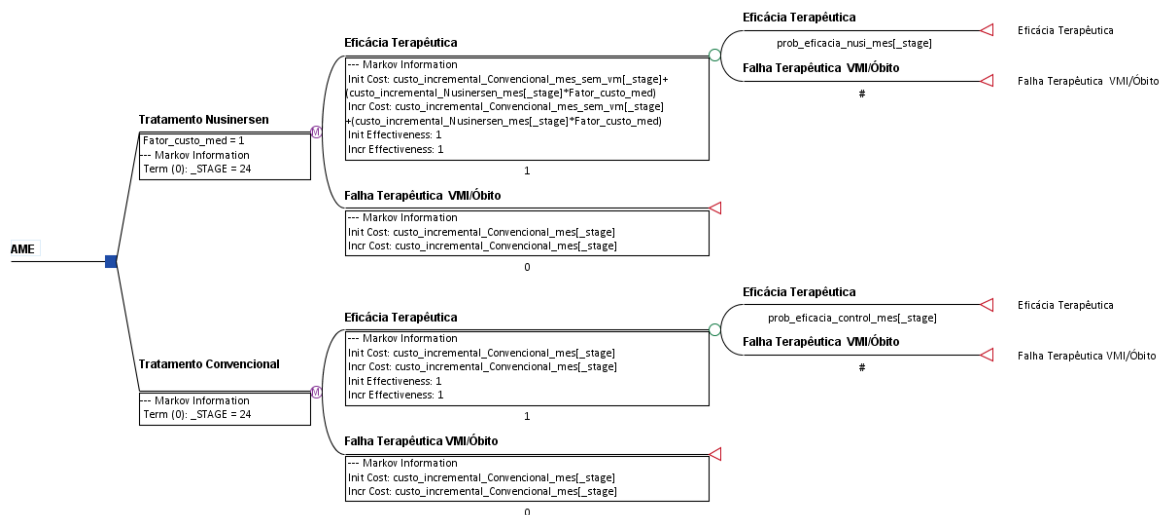 AME
Tratamento Nusinersen
Fator_custo_med = 1
--- Markov Information
Term (0): _STAGE = 24
M
Eficácia Terapêutica
--- Markov Information
Init Cost: custo_incremental_Convencional_mes_sem_vm[_stage]+
(custo_incremental_Nusinersen_mes[_stage]*Fator_custo_med)
Incr Cost: custo_incremental_Convencional_mes_sem_vm[_stage]
+(custo_incremental_Nusinersen_mes[_stage]*Fator_custo_med)
Init Effectiveness: 1
Incr Effectiveness: 1
1
Eficácia Terapêutica
prob_eficacia_nusi_mes[_stage]
Eficácia Terapêutica
Falha Terapêutica VMI/Óbito
#
Falha Terapêutica VMI/Óbito
Falha Terapêutica VMI/Óbito
--- Markov Information
Init Cost: custo_incremental_Convencional_mes[_stage]
Incr Cost: custo_incremental_Convencional_mes[_stage]
0
Tratamento Convencional
--- Markov Information
Term (0): _STAGE = 24
M
Eficácia Terapêutica
--- Markov Information
Init Cost: custo_incremental_Convencional_mes[_stage]
Incr Cost: custo_incremental_Convencional_mes[_stage]
Init Effectiveness: 1
Incr Effectiveness: 1
1
Eficácia Terapêutica
prob_eficacia_control_mes[_stage]
Eficácia Terapêutica
Falha Terapêutica VMI/Óbito
#
Falha Terapêutica VMI/Óbito
Falha Terapêutica VMI/Óbito
--- Markov Information
Init Cost: custo_incremental_Convencional_mes[_stage]
Incr Cost: custo_incremental_Convencional_mes[_stage]
0